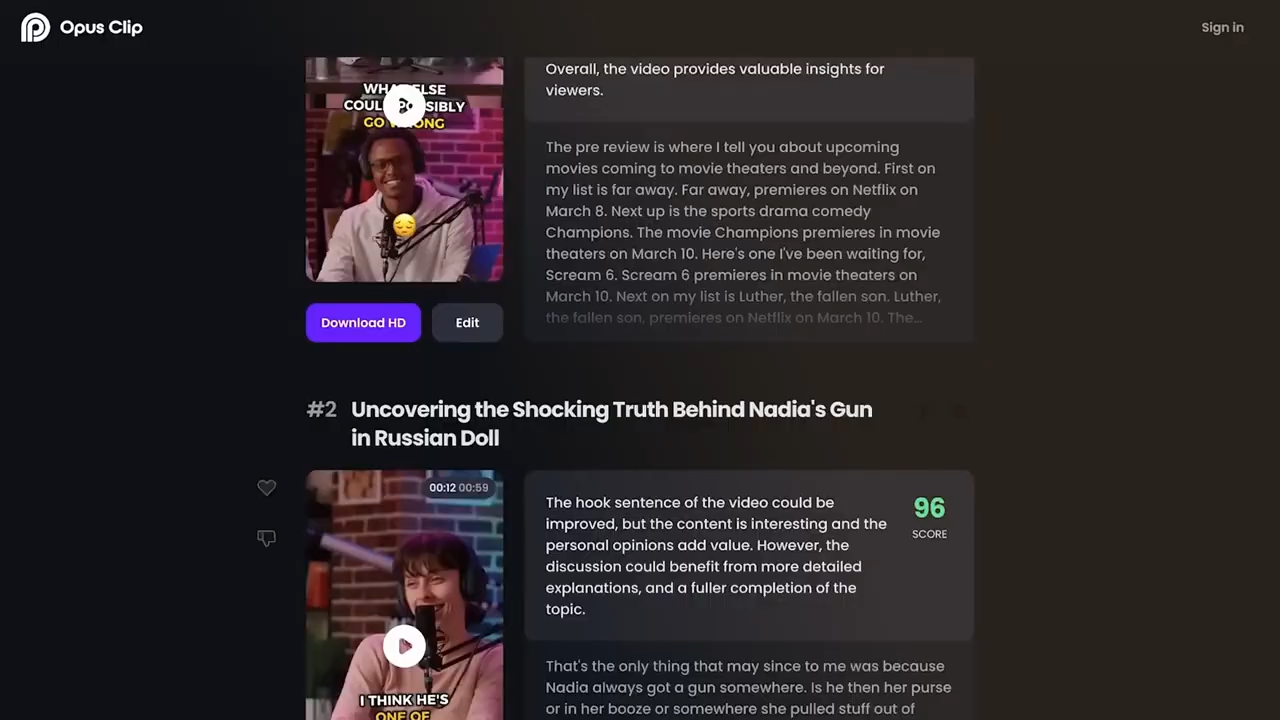 Opus Clip
Sign in
WHAT ELSE
COULD POSSIBLY
GO WRONG
Overall, the video provides valuable insights for
viewers.
The pre review is where I tell you about upcoming
movies coming to movie theaters and beyond. First on
my list is far away. Far away, premieres on Netflix on
March 8. Next up is the sports drama comedy
Champions. The movie Champions premieres in movie
theaters on March 10. Here's one I've been waiting for,
Scream 6. Scream 6 premieres in movie theaters on
March 10. Next on my list is Luther, the fallen son. Luther,
the fallen son, premieres on Netflix on March 10. The...
Download HD
Edit
#2 Uncovering the Shocking Truth Behind Nadia's Gun
in Russian Doll
00:12 00:59
I THINK HE'S
ONE OF
The hook sentence of the video could be
improved, but the content is interesting and the
personal opinions add value. However, the
discussion could benefit from more detailed
explanations, and a fuller completion of the
topic.
96
SCORE
That's the only thing that may since to me was because
Nadia always got a gun somewhere. Is he then her purse
or in her booze or somewhere she pulled stuff out of